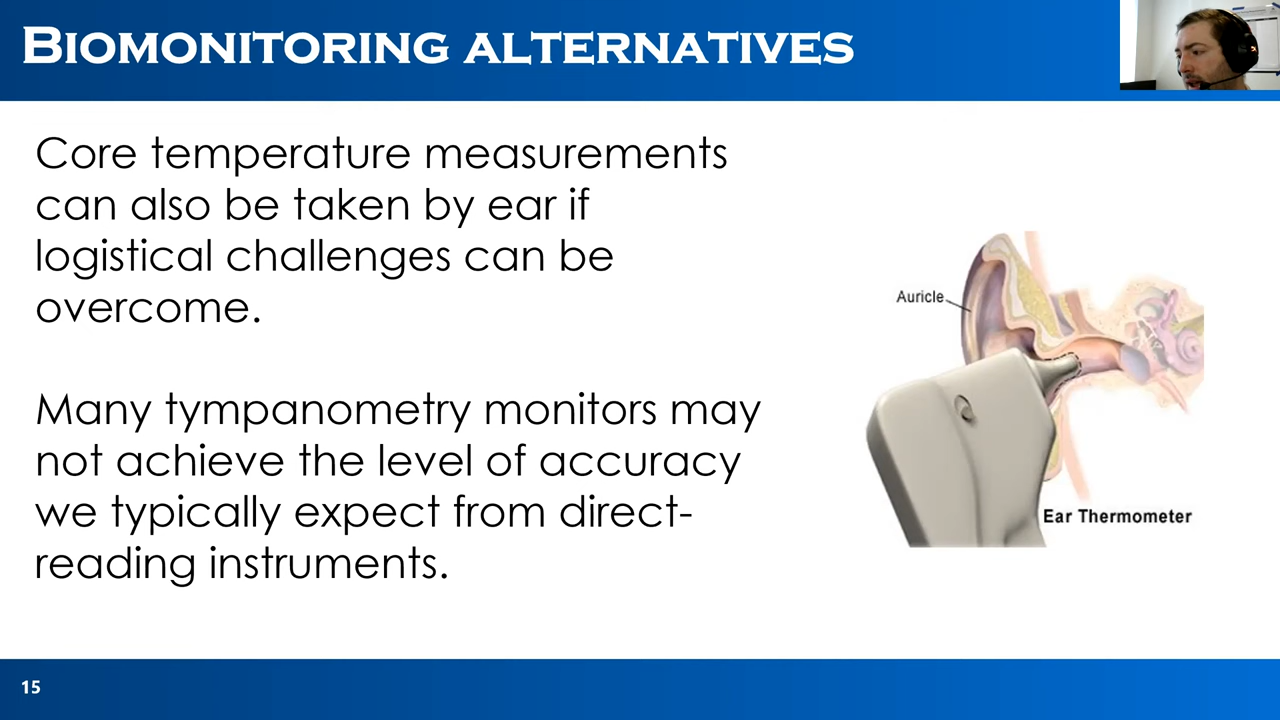 BIOMONITORING ALTERNATIVES
Core temperature measurements
can also be taken by ear if
logistical challenges can be
overcome.
Many tympanometry monitors may
not achieve the level of accuracy
we typically expect from direct-
reading instruments.
Auricle
Ear Thermometer
15